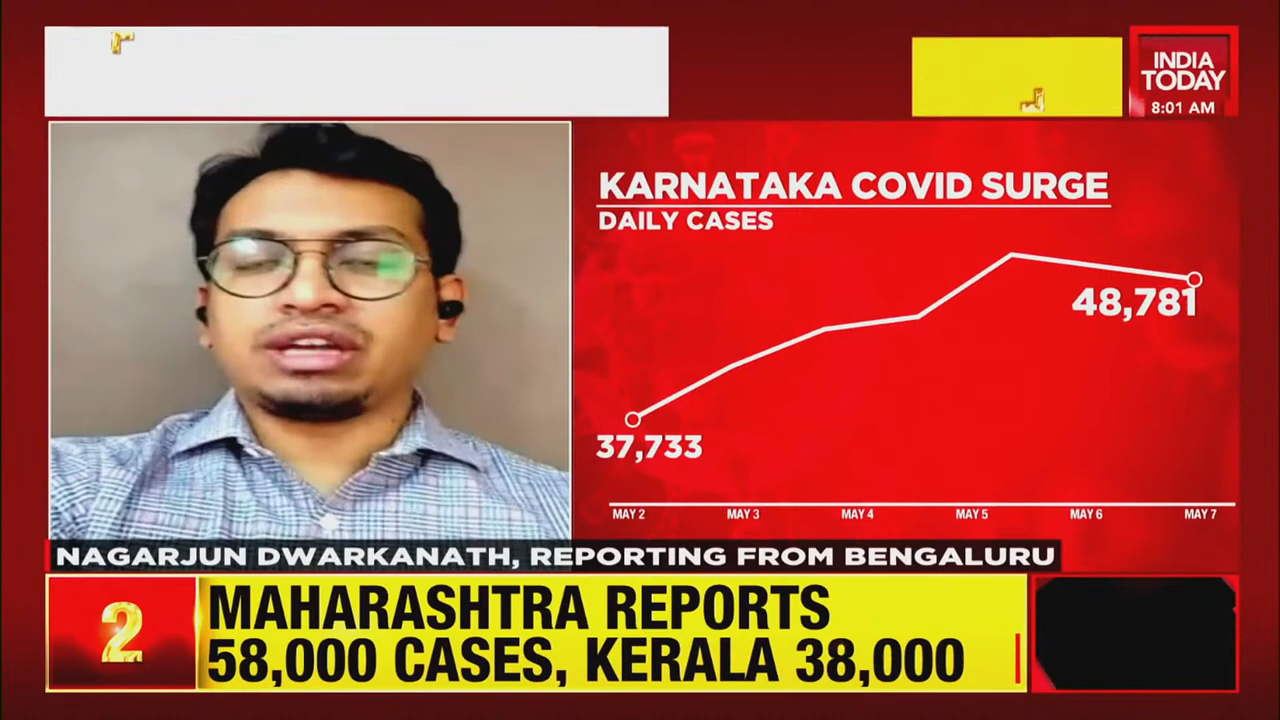 INDIA
TODAY
8:01 AM
KARNATAKA COVID SURGE
DAILY CASES
48,781
37,733
MAY 2 MAY 3 MAY 4 MAY 5 MAY 6 MAY 7
NAGARJUN DWARKANATH, REPORTING FROM BENGALURU
2
MAHARASHTRA REPORTS
58,000 CASES, KERALA 38,000